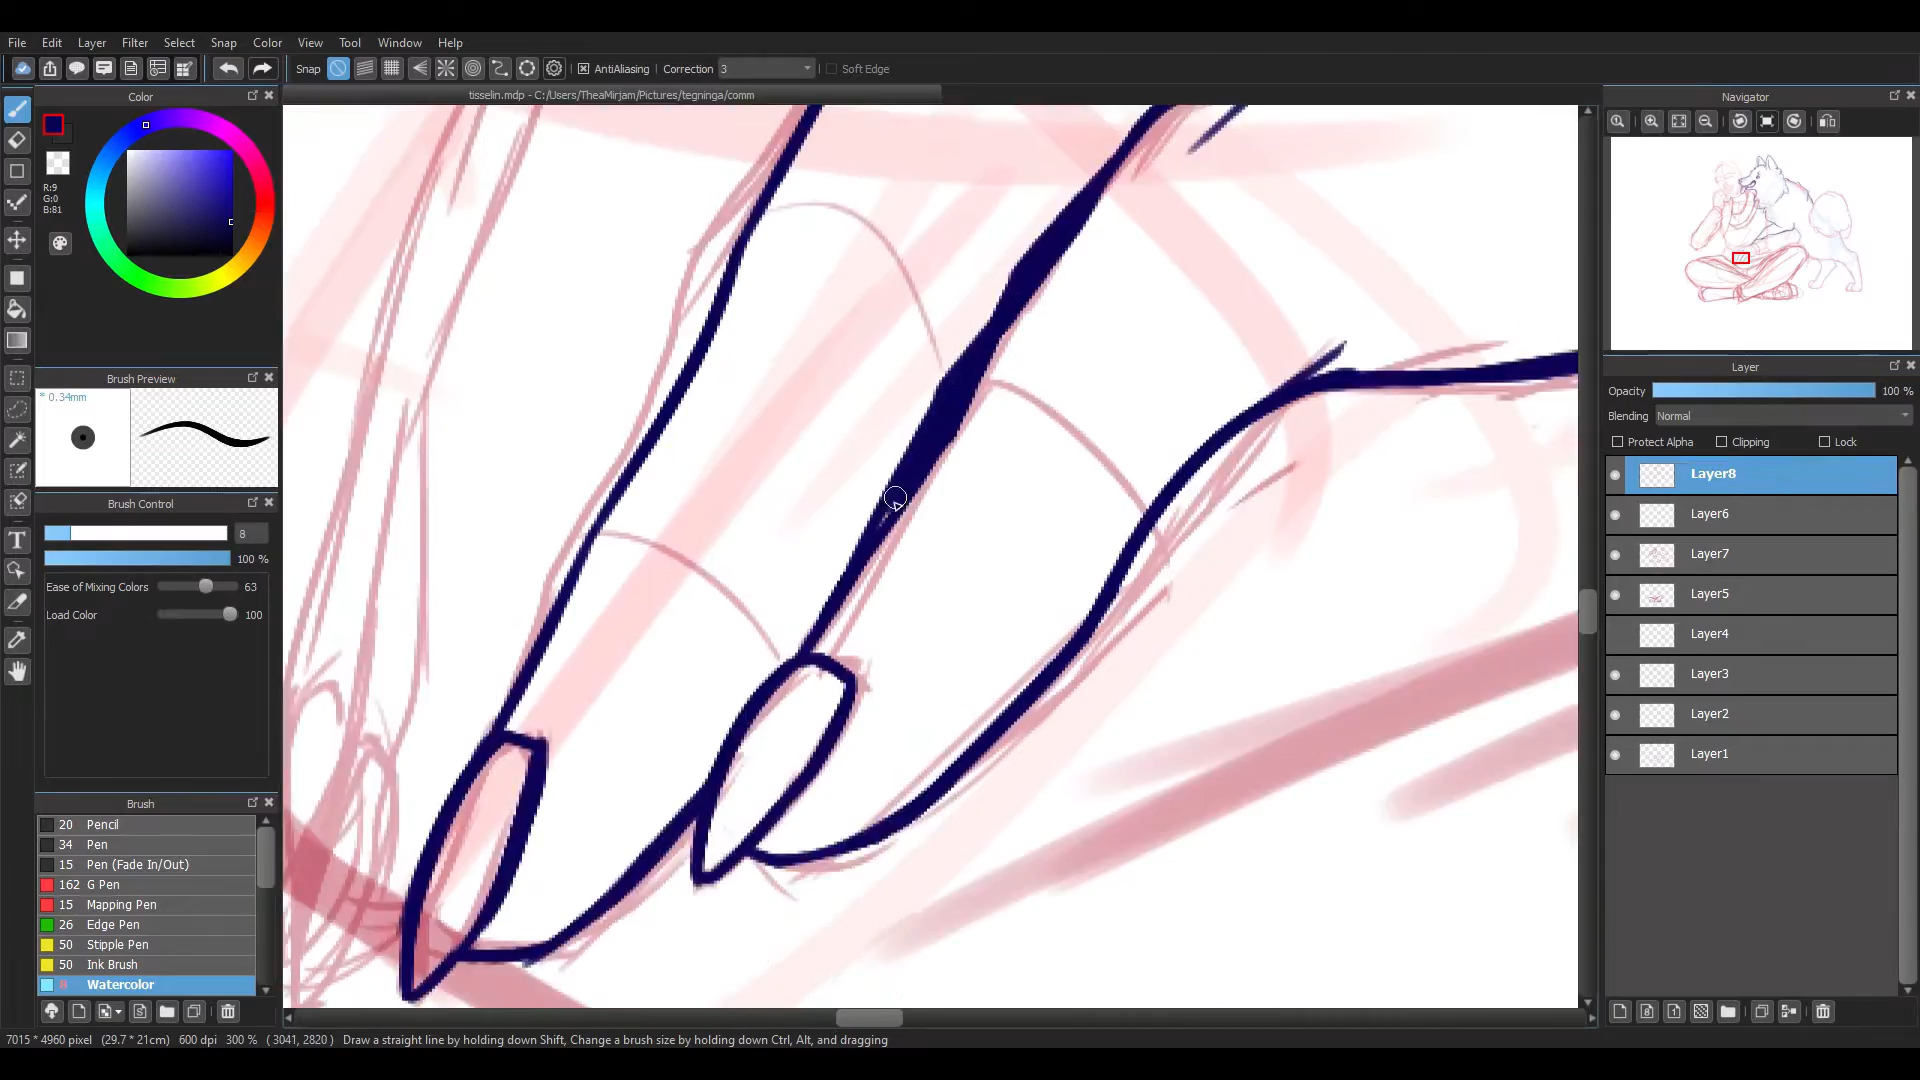 File Edit Layer Filter Select Snap Color View Tool Window Help
Snap AntiAliasing Correction 3 Soft Edge
tisselin.mdp - C:/Users/TheaMirjam/Pictures/tegninga/comm
Color
R:9
G:0
B:81
Brush Preview
* 0.34mm
Brush Control
8
100 %
Ease of Mixing Colors 63
Load Color 100
Brush
20 Pencil
34 Pen
15 Pen (Fade In/Out)
162 G Pen
15 Mapping Pen
26 Edge Pen
50 Stipple Pen
50 Ink Brush
8 Watercolor
Navigator
Layer
Opacity 100 %
Blending Normal
Protect Alpha Clipping Lock
Layer8
Layer6
Layer7
Layer5
Layer4
Layer3
Layer2
Layer1
7015 * 4960 pixel (29.7 * 21cm) 600 dpi 300 % ( 3041, 2820 ) Draw a straight line by holding down Shift, Change a brush size by holding down Ctrl, Alt, and dragging